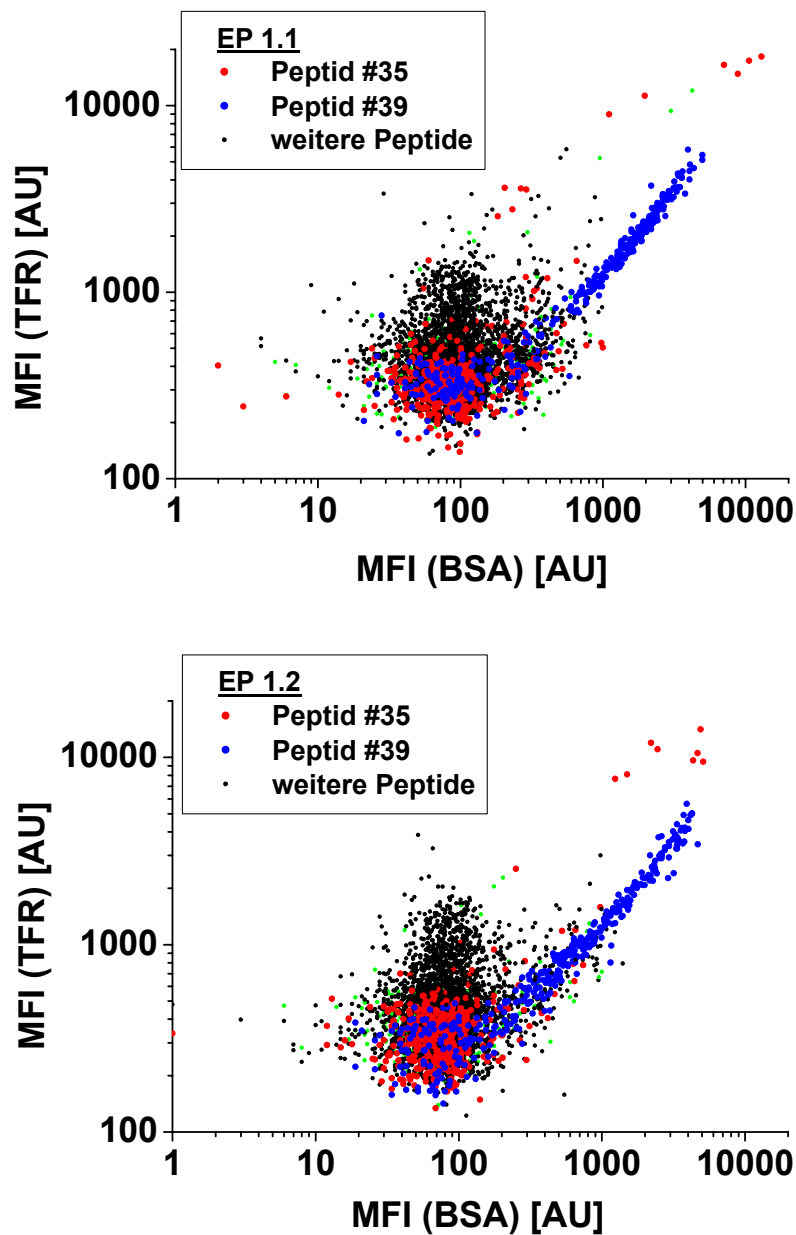 EP 1.1
Peptid #35
Peptid #39
weitere Peptide
10000
1000
100
MFI (TFR) [AU]
1 10 100 1000 10000
MFI (BSA) [AU]
EP 1.2
Peptid #35
Peptid #39
weitere Peptide
10000
1000
100
MFI (TFR) [AU]
1 10 100 1000 10000
MFI (BSA) [AU]